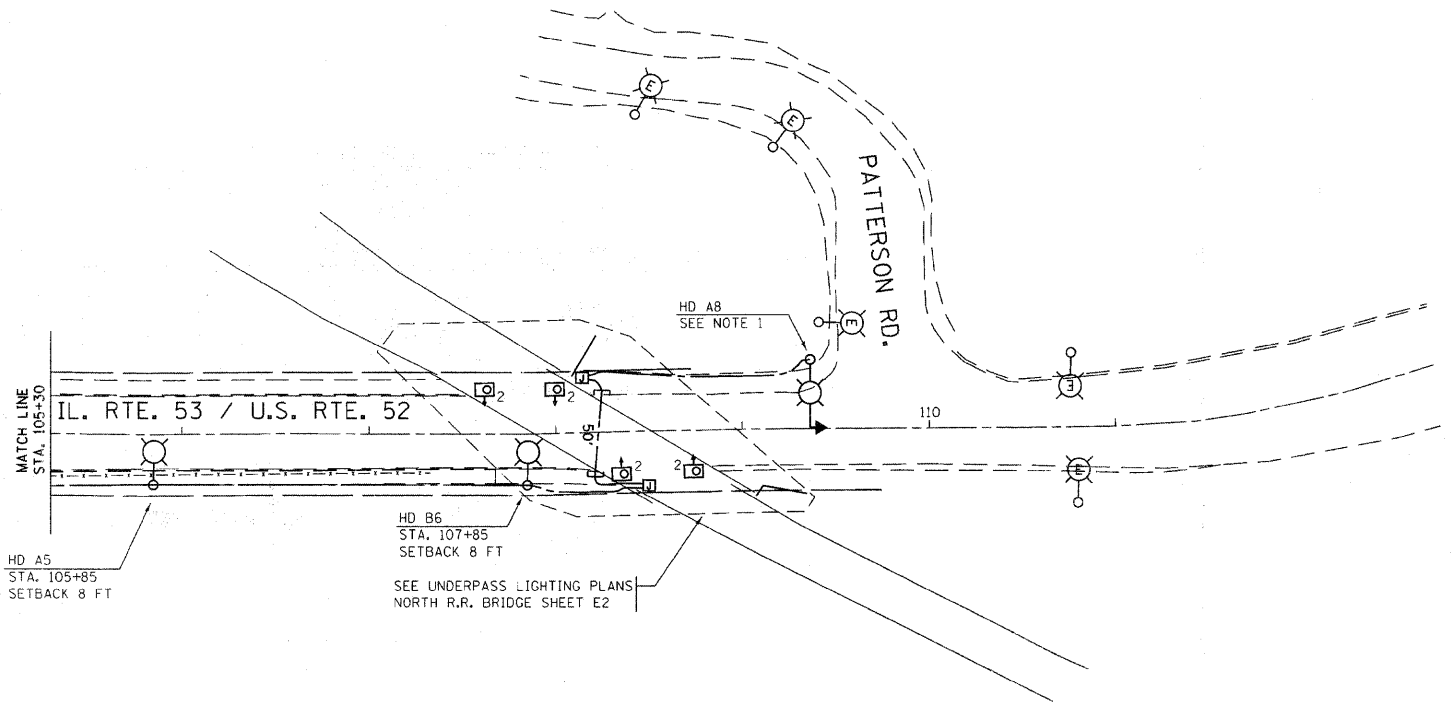 E
E
PATTERSON RD.
HD A8
SEE NOTE 1
E
MATCH LINE
STA. 105+30
IL. RTE. 53 / U.S. RTE. 52
J
2
2
50'
110
E
2
2
J
E
HD A5
STA. 105+85
SETBACK 8 FT
HD B6
STA. 107+85
SETBACK 8 FT
SEE UNDERPASS LIGHTING PLANS
NORTH R.R. BRIDGE SHEET E2